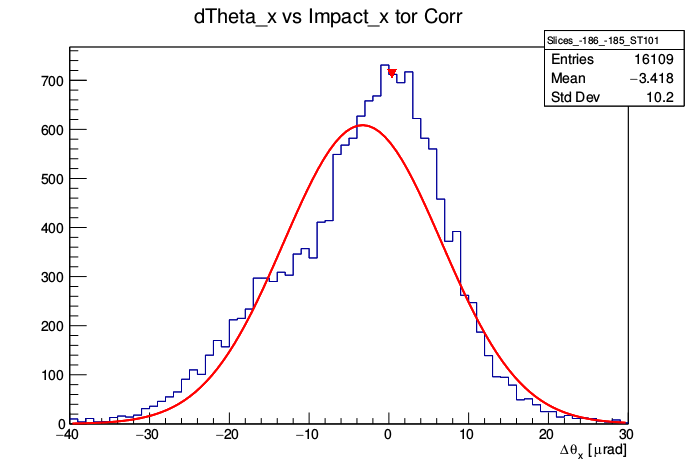 dTheta_x vs Impact_x tor Corr
Slices_-186_-185_ST101
Entries 16109
Mean −3.418
Std Dev 10.2
700
600
500
400
300
200
100
0
−40 −30 −20 −10 0 10 20 30
Δθx [μrad]